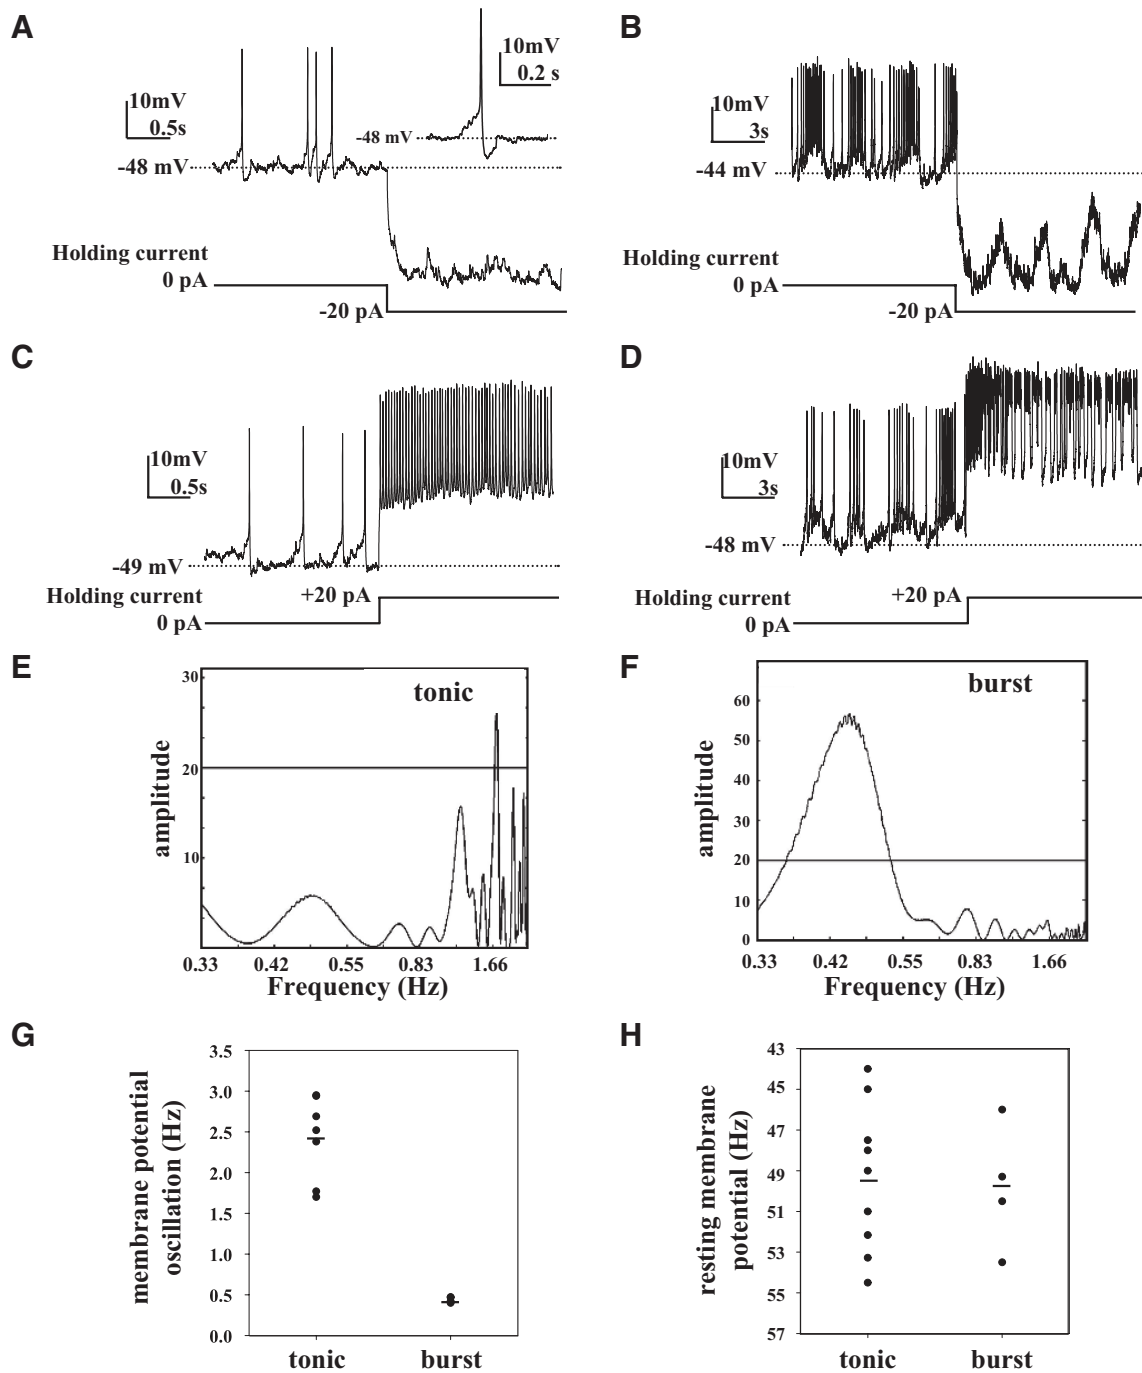 A
10mV
0.5s
10mV
0.2 s
-48 mV
-48 mV
Holding current
0 pA
-20 pA
B
10mV
3s
-44 mV
Holding current
0 pA
-20 pA
C
10mV
0.5s
-49 mV
Holding current
+20 pA
0 pA
D
10mV
3s
-48 mV
Holding current
+20 pA
0 pA
E
tonic
amplitude
30
20
10
0.33 0.42 0.55 0.83 1.66
Frequency (Hz)
F
burst
amplitude
60
50
40
30
20
10
0
0.33 0.42 0.55 0.83 1.66
Frequency (Hz)
G
membrane potential
oscillation (Hz)
3.5
3.0
2.5
2.0
1.5
1.0
0.5
0.0
tonic burst
H
resting membrane
potential (Hz)
43
45
47
49
51
53
55
57
tonic burst